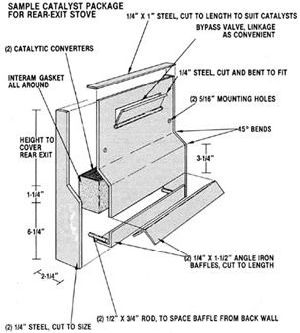 SAMPLE CATALYST PACKAGE
FOR REAR-EXIT STOVE
1/4" X 1" STEEL, CUT TO LENGTH TO SUIT CATALYSTS
BYPASS VALVE, LINKAGE
AS CONVENIENT
(2) CATALYTIC CONVERTERS
1/4" STEEL, CUT AND BENT TO FIT
INTERAM GASKET
ALL AROUND
(2) 5/16" MOUNTING HOLES
HEIGHT TO
COVER
REAR EXIT
45° BENDS
3-1/4"
1-1/4"
6-1/4"
(2) 1/4" X 1-1/2" ANGLE IRON
BAFFLES, CUT TO LENGTH
2-1/4"
(2) 1/2" X 3/4" ROD, TO SPACE BAFFLE FROM BACK WALL
(2) 1/4" STEEL, CUT TO SIZE